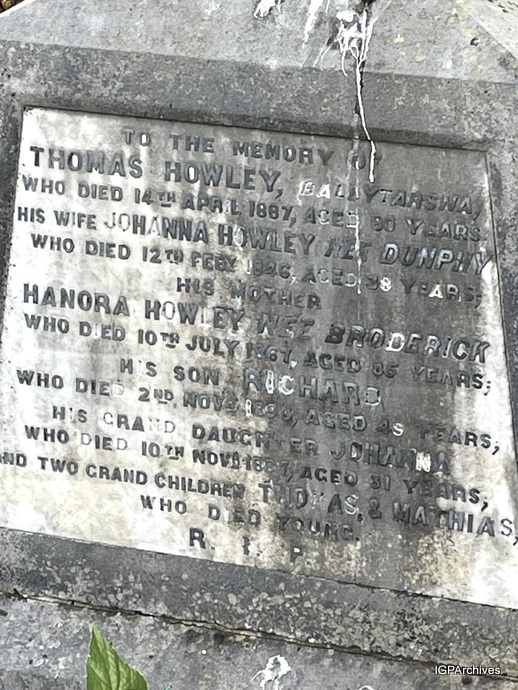 TO THE MEMORY OF
THOMAS HOWLEY, BALLYTARSNA,
WHO DIED 14TH APRIL 1887, AGED 90 YEARS
HIS WIFE JOHANNA HOWLEY NEE DUNPHY
WHO DIED 12TH FEBY 1846, AGED 38 YEARS;
HIS MOTHER
HANORA HOWLEY NEE BRODERICK
WHO DIED 10TH JULY 1867, AGED 85 YEARS;
HIS SON RICHARD
WHO DIED 2ND NOVR AGED YEARS,
HIS GRAND DAUGHTER JOHANNA
WHO DIED 10TH NOVR 1887, AGED 31 YEARS,
AND TWO GRAND CHILDREN THOMAS, & MATHIAS,
WHO DIED YOUNG.
R. I. P.
IGPArchives